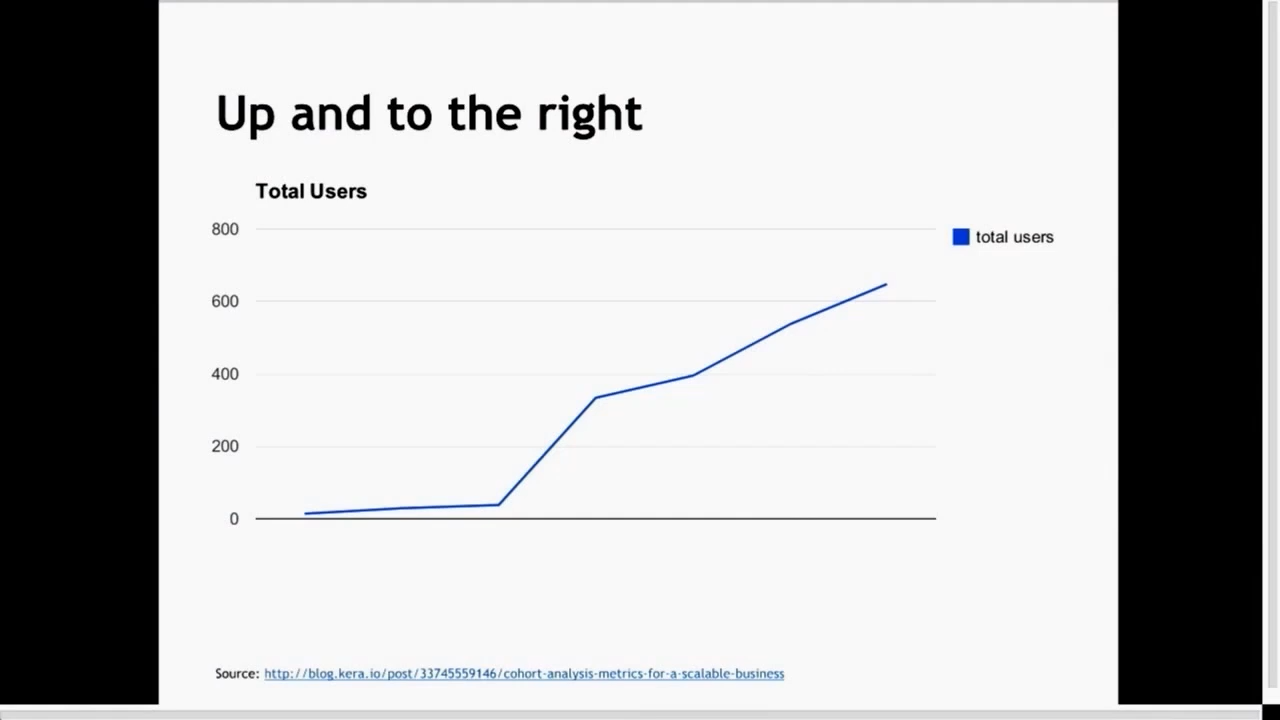 Up and to the right
Total Users
800
total users
600
400
200
0
Source: http://blog.kera.io/post/33745559146/cohort-analysis-metrics-for-a-scalable-business